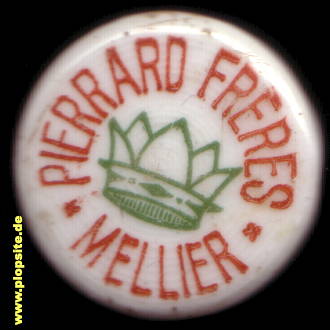 PIERRARD FRERES
* MELLIER *
www.plopsite.de